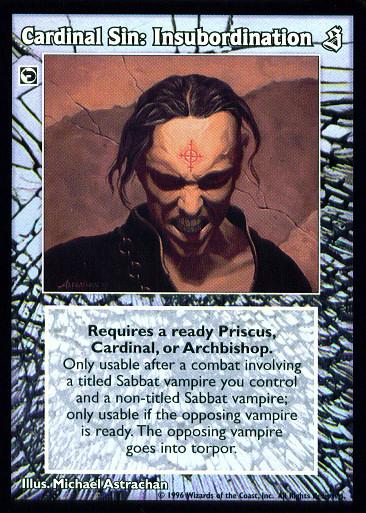 Cardinal Sin: Insubordination
Requires a ready Priscus,
Cardinal, or Archbishop.
Only usable after a combat involving
a titled Sabbat vampire you control
and a non-titled Sabbat vampire;
only usable if the opposing vampire
is ready. The opposing vampire
goes into torpor.
Illus. Michael Astrachan
© 1996 Wizards of the Coast, Inc. All Rights Reserved.